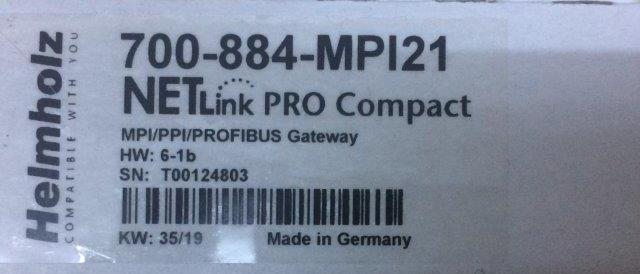 Helmholz
COMPATIBLE WITH YOU
700-884-MPI21
NETLink PRO Compact
MPI/PPI/PROFIBUS Gateway
HW: 6-1b
SN: T00124803
KW: 35/19 Made in Germany